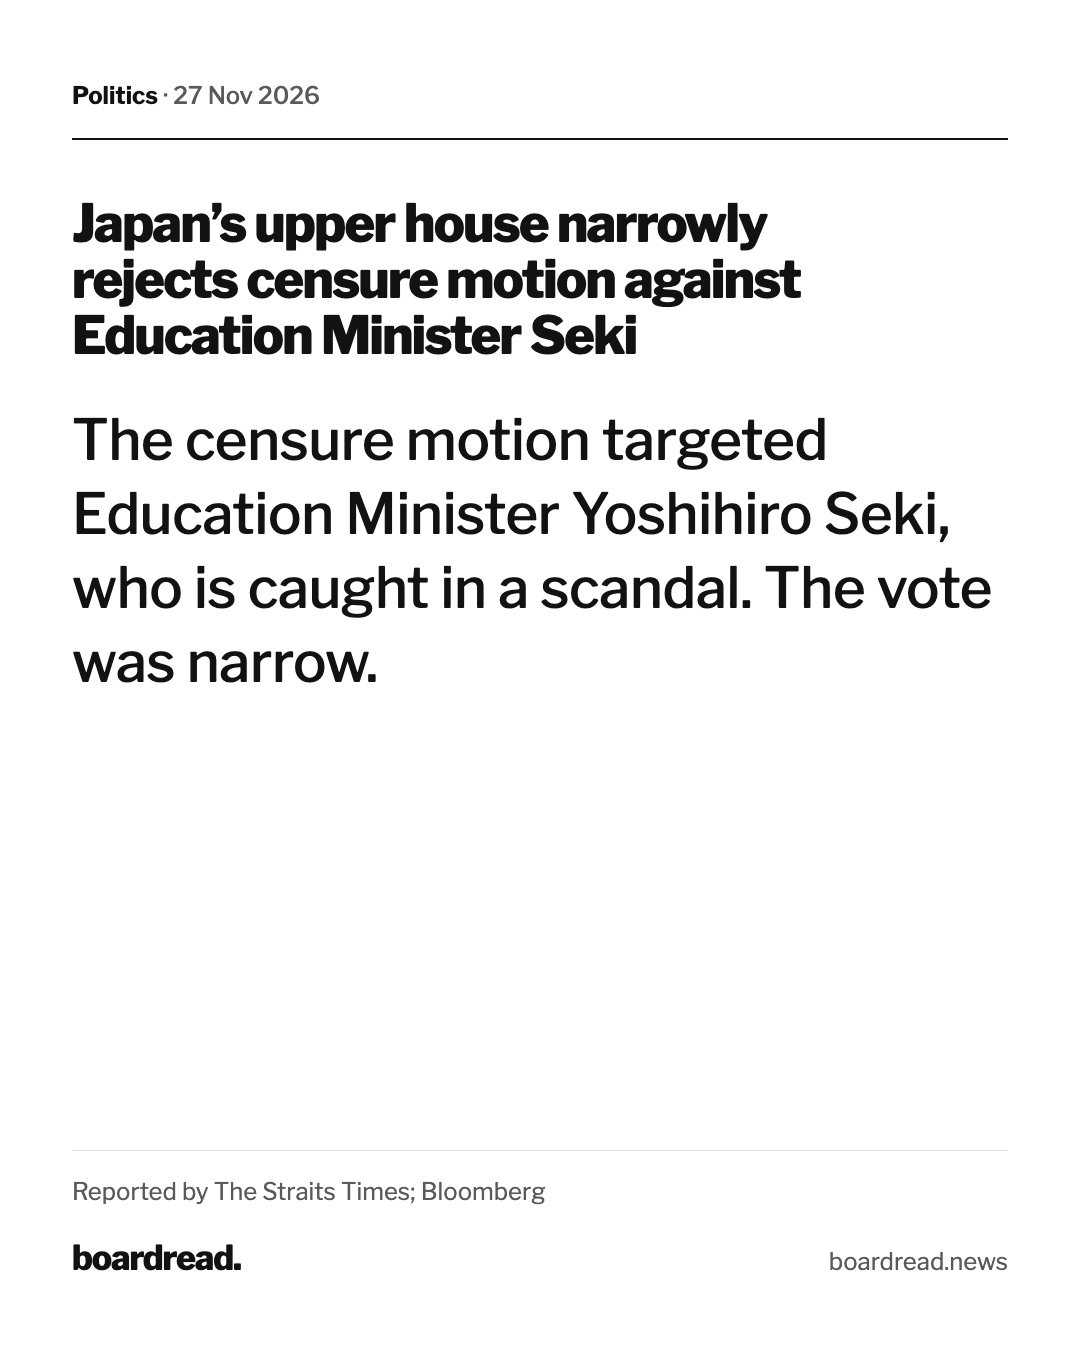 Politics · 27 Nov 2026
Japan’s upper house narrowly
rejects censure motion against
Education Minister Seki
The censure motion targeted
Education Minister Yoshihiro Seki,
who is caught in a scandal. The vote
was narrow.
Reported by The Straits Times; Bloomberg
boardread.
boardread.news